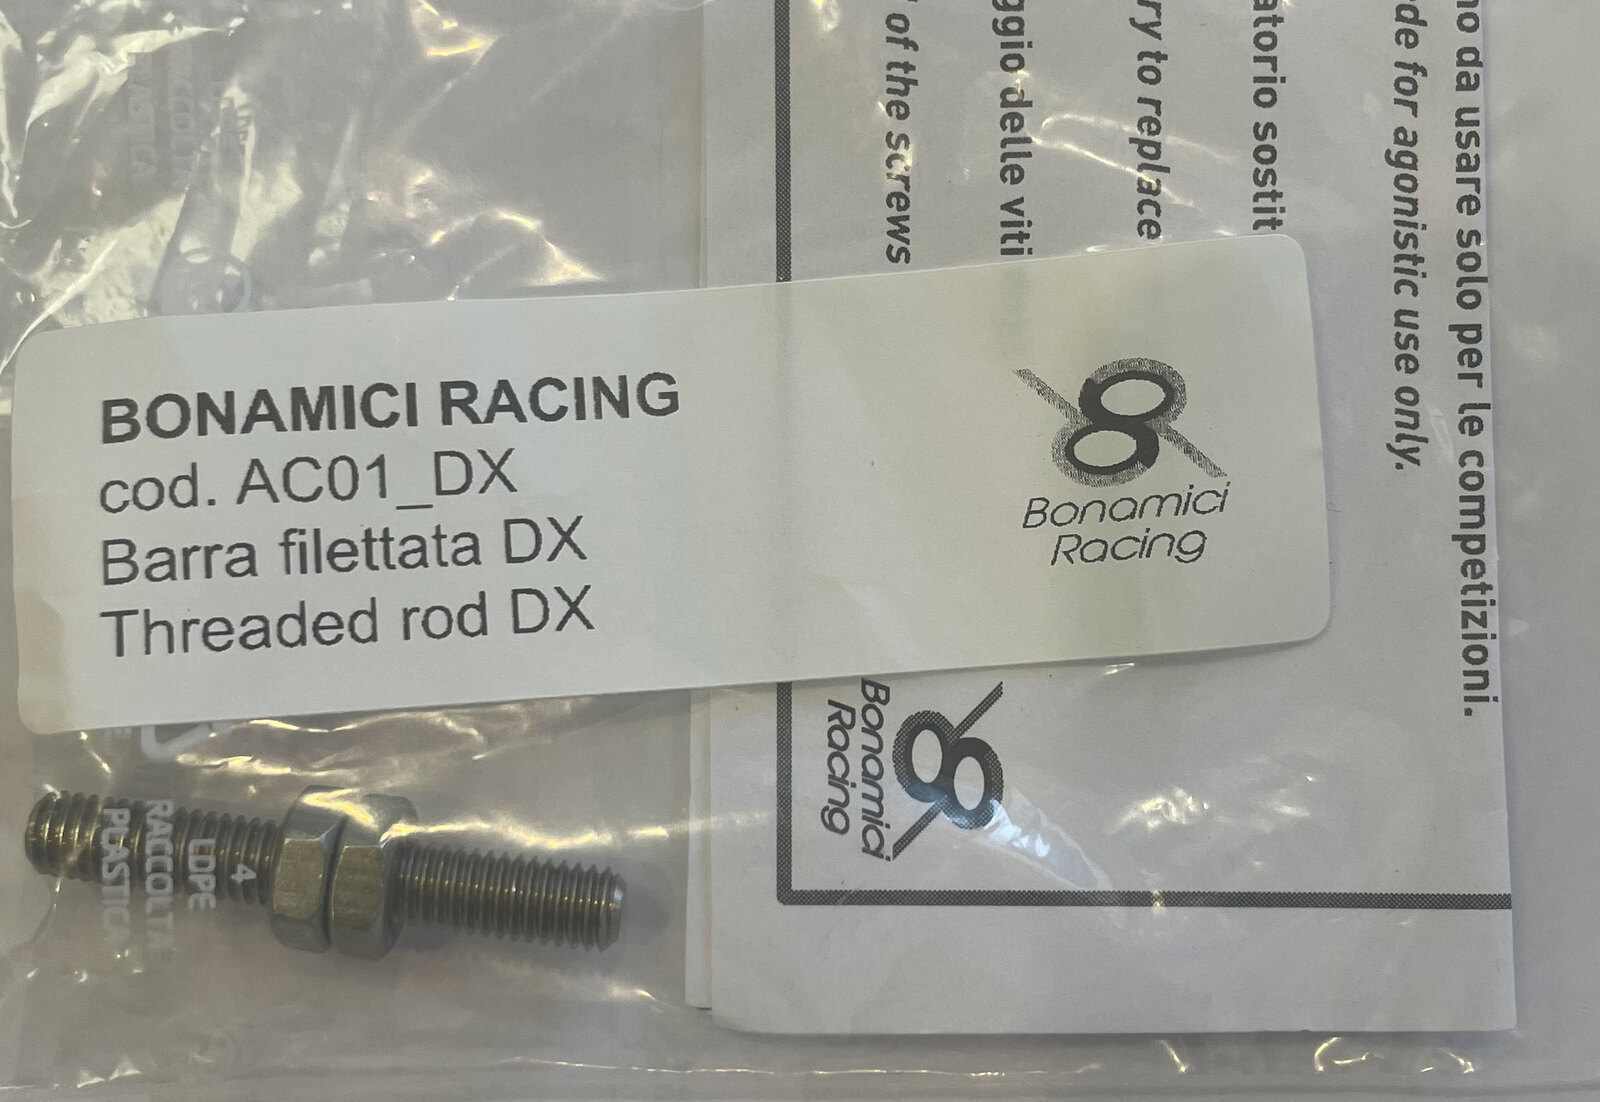 BONAMICI RACING
cod. AC01_DX
Barra filettata DX
Threaded rod DX
Bonamici
Racing
no da usare solo per le competizioni.
de for agonistic use only.
atorio sostit
ry to replace
ggio delle viti
of the screws
Bonamici
Racing
4
LDPE
RACCOLTA
PLASTICA
RACCOLTA